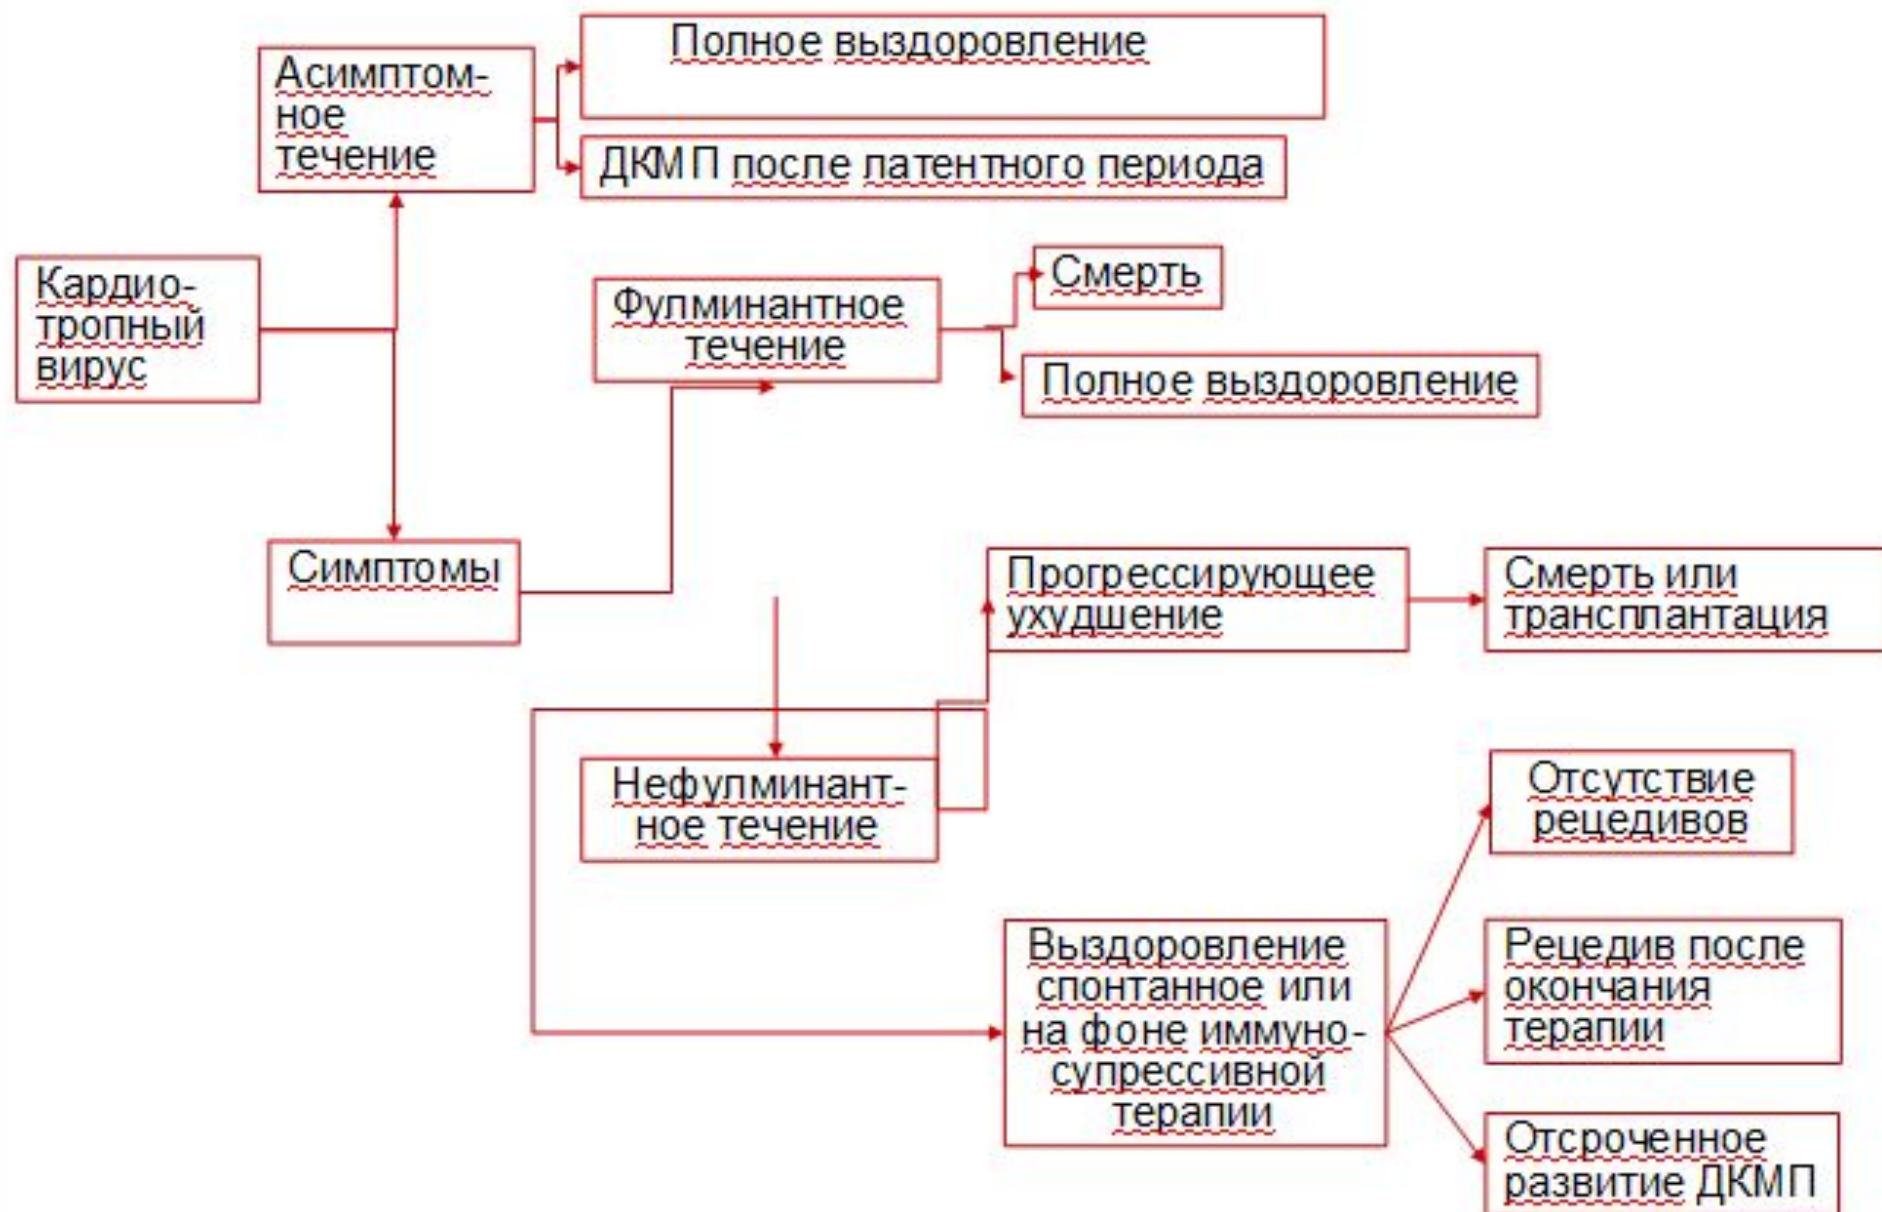 Полное выздоровление
Асимптом-
ное
течение
ДКМП после латентного периода
Кардио-
тропный
вирус
Смерть
Фулминантное
течение
Полное выздоровление
Симптомы
Прогрессирующее
ухудшение
Смерть или
трансплантация
Нефулминант-
ное течение
Отсутствие
рецедивов
Выздоровление
спонтанное или
на фоне иммуно-
супрессивной
терапии
Рецедив после
окончания
терапии
Отсроченное
развитие ДКМП